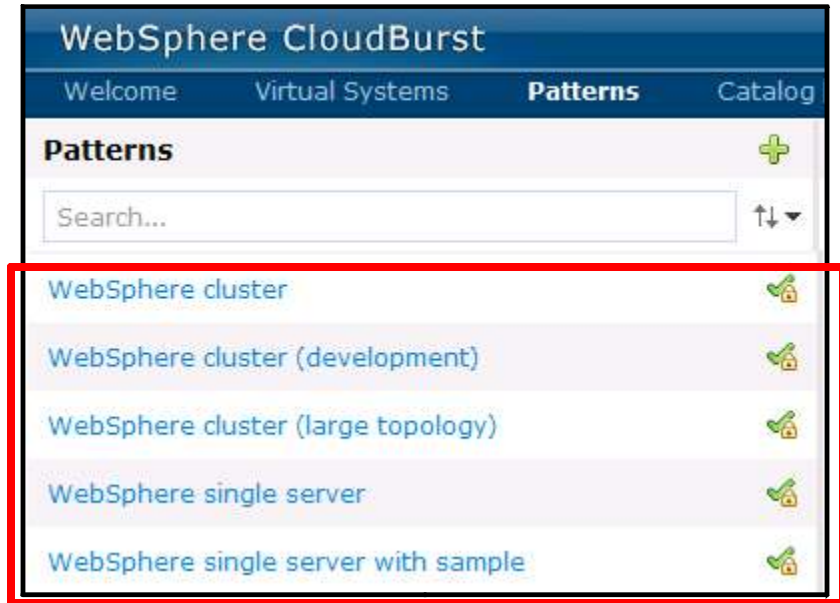 WebSphere CloudBurst
Welcome Virtual Systems Patterns Catalog
Patterns
Search...
WebSphere cluster
WebSphere cluster (development)
WebSphere cluster (large topology)
WebSphere single server
WebSphere single server with sample